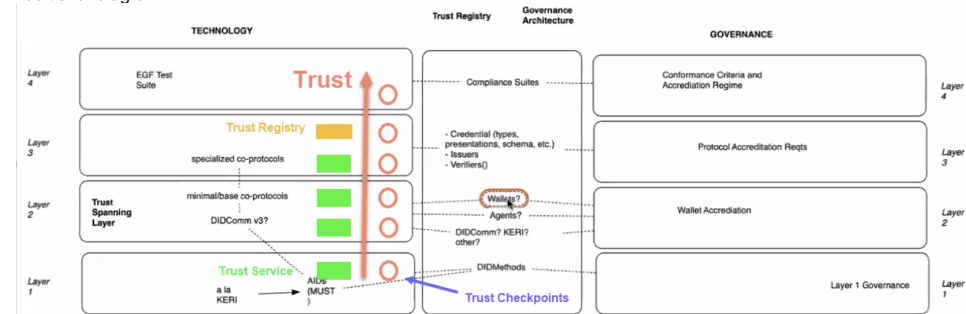 Trust Registry
Governance
Architecture
TECHNOLOGY
GOVERNANCE
Layer
4
EGF Test
Suite
Trust
Compliance Suites
Conformance Criteria and
Accrediation Regime
Layer
4
Layer
3
Trust Registry
specialized co-protocols
- Credential (types,
presentations, schema, etc.)
- Issuers
- Verifiers()
Protocol Accreditation Reqts
Layer
3
Layer
2
Trust
Spanning
Layer
minimal/base co-protocols
DIDComm v3?
Wallets?
Agents?
DIDComm? KERI?
other?
Wallet Accrediation
Layer
2
Layer
1
Trust Service
a la
KERI
AIDs
(MUST
)
DIDMethods
Trust Checkpoints
Layer 1 Governance
Layer
1